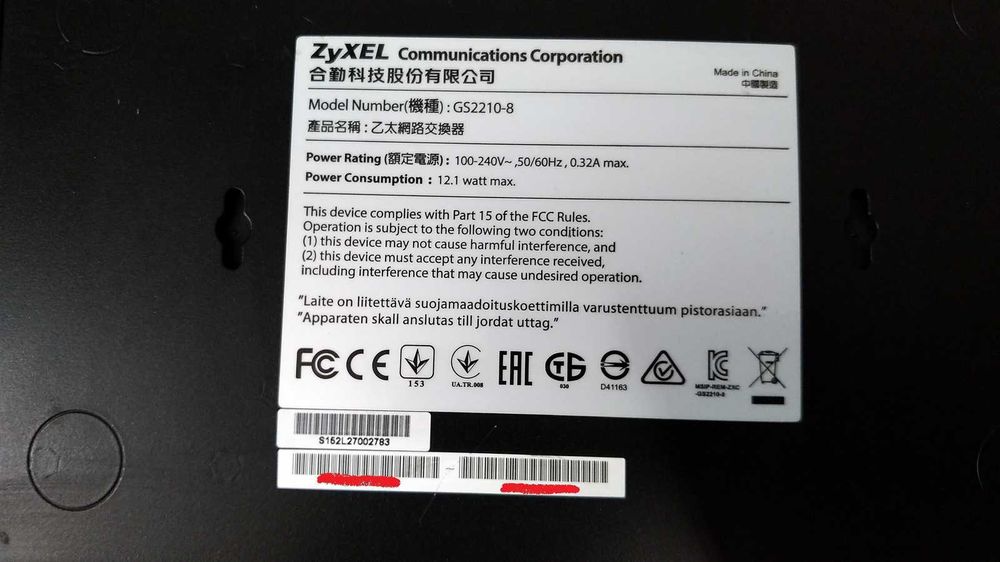 ZyXEL Communications Corporation
合勤科技股份有限公司
Made in China
中國製造
Model Number(機種) : GS2210-8
產品名稱 : 乙太網路交換器
Power Rating (額定電源) : 100-240V~ ,50/60Hz , 0.32A max.
Power Consumption : 12.1 watt max.
This device complies with Part 15 of the FCC Rules.
Operation is subject to the following two conditions:
(1) this device may not cause harmful interference, and
(2) this device must accept any interference received,
including interference that may cause undesired operation.
"Laite on liitettävä suojamaadoituskoettimilla varustenttuum pistorasiaan."
"Apparaten skall anslutas till jordat uttag."
FC CE EAC
153
UA.TR.008
030
D41163
MSIP-REM-ZXC
-GS2210-8
S152L27002783
~